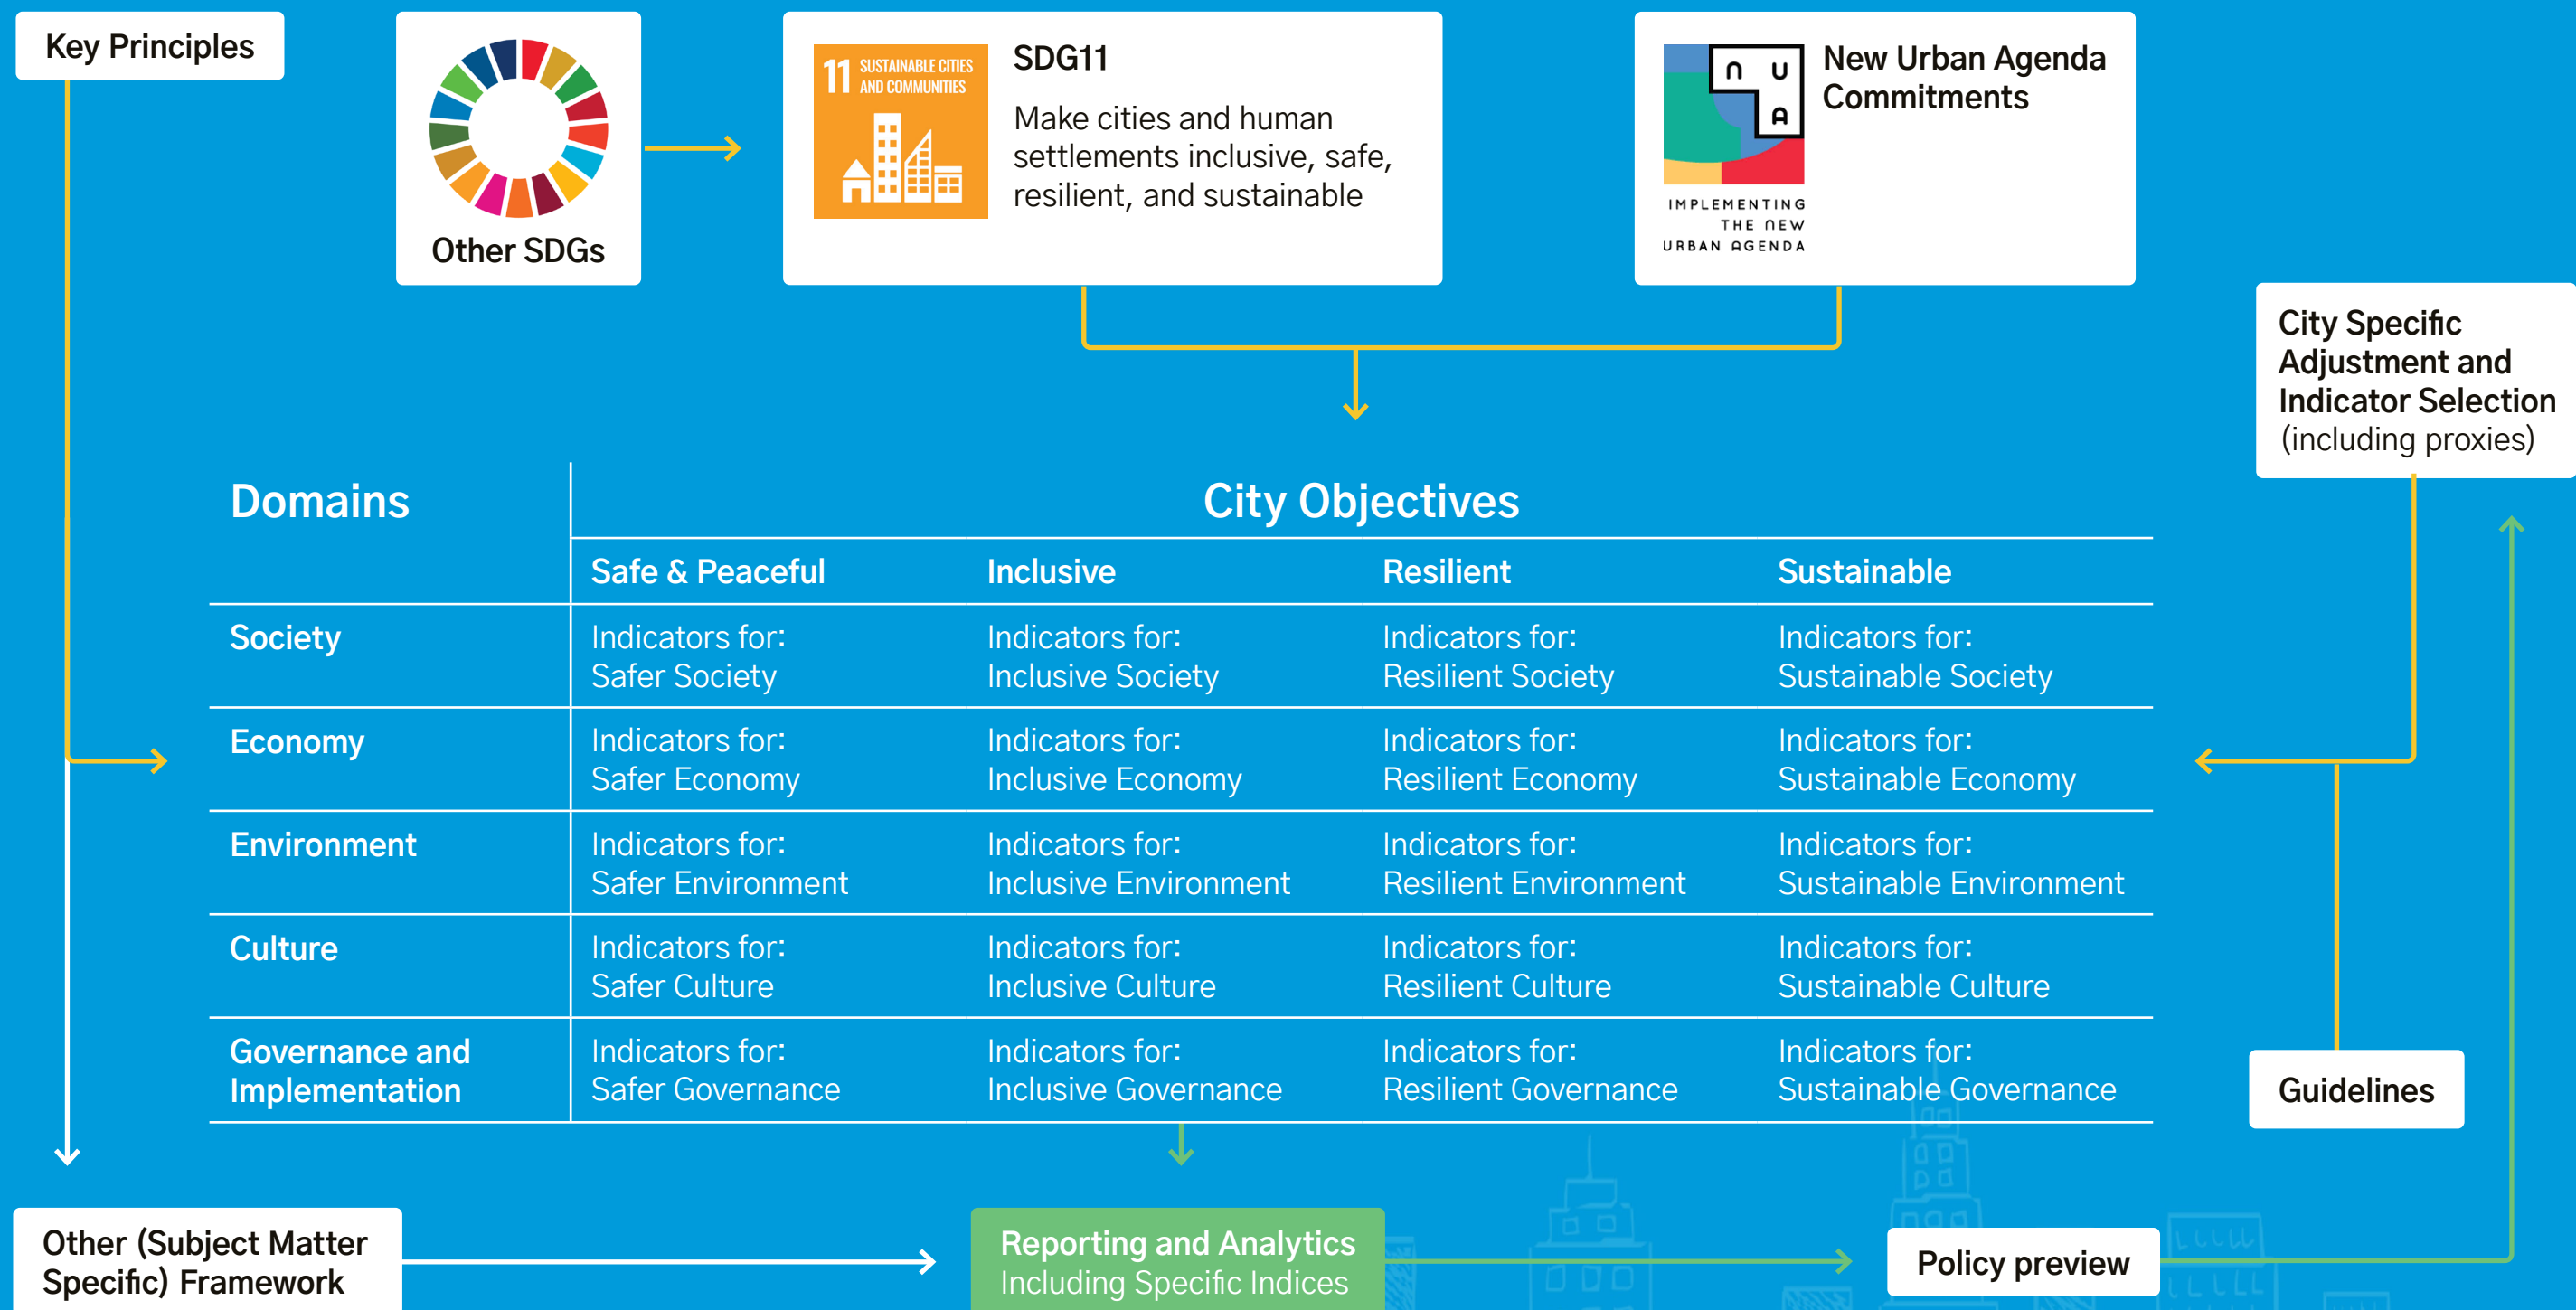 Key Principles
Other SDGs
11 SUSTAINABLE CITIES
AND COMMUNITIES
SDG11
Make cities and human
settlements inclusive, safe,
resilient, and sustainable
N U
A
IMPLEMENTING
THE NEW
URBAN AGENDA
New Urban Agenda
Commitments
City Specific
Adjustment and
Indicator Selection
(including proxies)
Domains
City Objectives
Safe & Peaceful
Inclusive
Resilient
Sustainable
Society
Indicators for:
Safer Society
Indicators for:
Inclusive Society
Indicators for:
Resilient Society
Indicators for:
Sustainable Society
Economy
Indicators for:
Safer Economy
Indicators for:
Inclusive Economy
Indicators for:
Resilient Economy
Indicators for:
Sustainable Economy
Environment
Indicators for:
Safer Environment
Indicators for:
Inclusive Environment
Indicators for:
Resilient Environment
Indicators for:
Sustainable Environment
Culture
Indicators for:
Safer Culture
Indicators for:
Inclusive Culture
Indicators for:
Resilient Culture
Indicators for:
Sustainable Culture
Governance and
Implementation
Indicators for:
Safer Governance
Indicators for:
Inclusive Governance
Indicators for:
Resilient Governance
Indicators for:
Sustainable Governance
Guidelines
Other (Subject Matter
Specific) Framework
Reporting and Analytics
Including Specific Indices
Policy preview